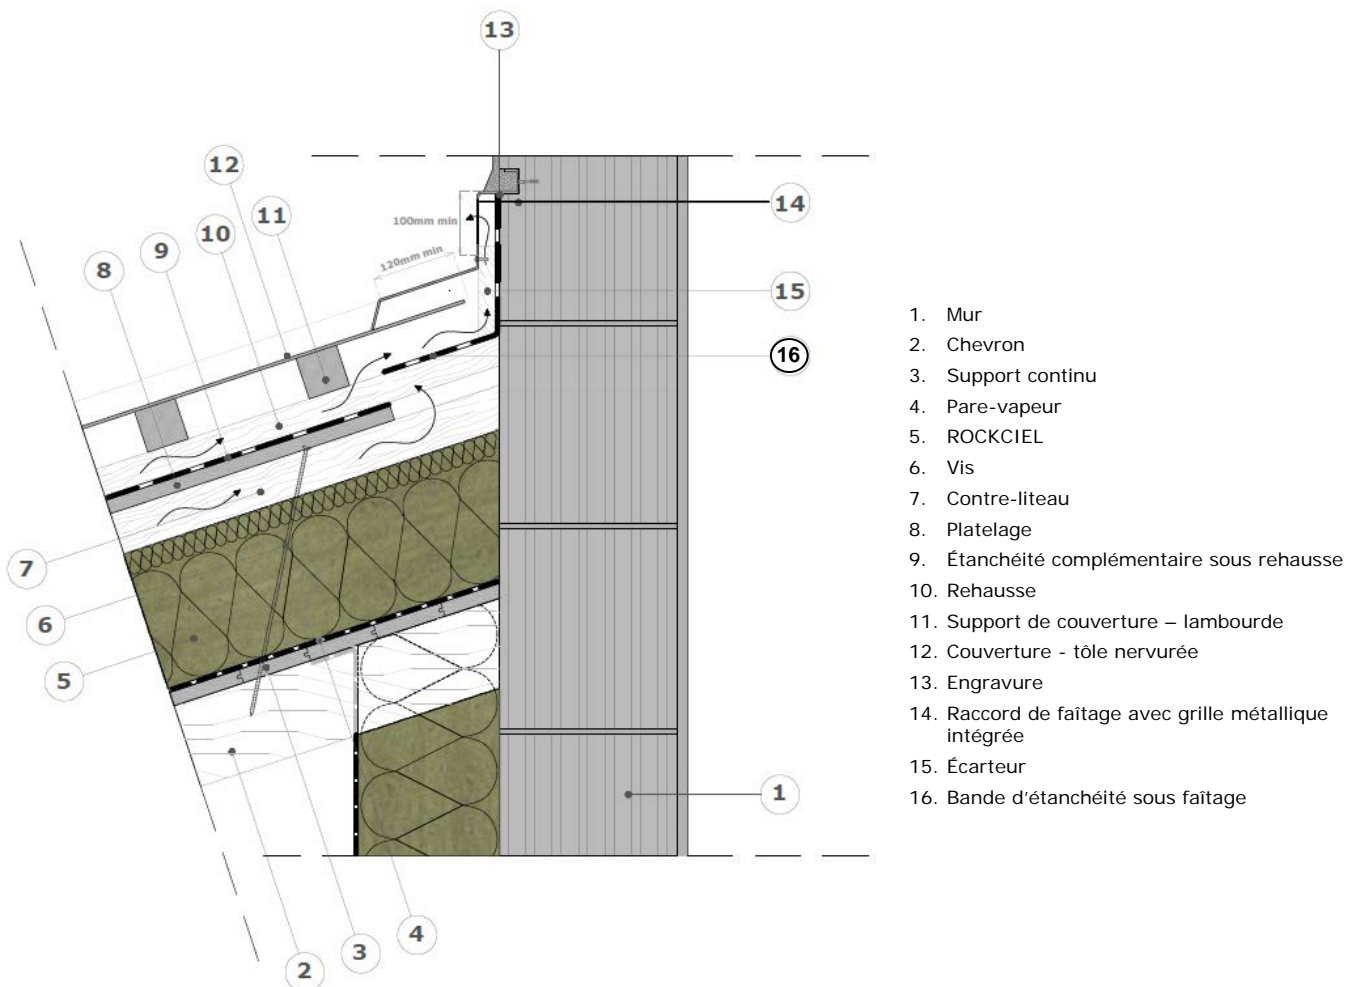 13
12
11
10
9
8
100mm min
120mm min
14
15
16
7
6
5
4
3
2
1
1. Mur
2. Chevron
3. Support continu
4. Pare-vapeur
5. ROCKCIEL
6. Vis
7. Contre-liteau
8. Platelage
9. Étanchéité complémentaire sous rehausse
10. Rehausse
11. Support de couverture – lambourde
12. Couverture - tôle nervurée
13. Engravure
14. Raccord de faîtage avec grille métallique
intégrée
15. Écarteur
16. Bande d’étanchéité sous faîtage